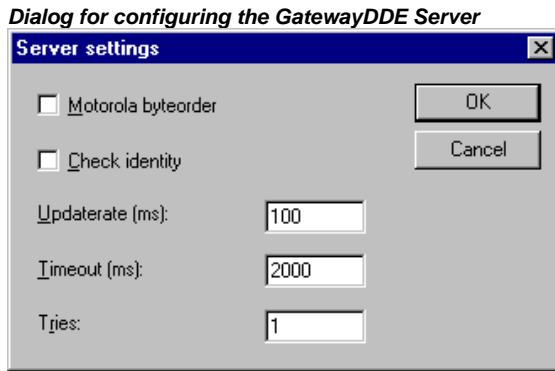 Dialog for configuring the GatewayDDE Server
Server settings
Motorola byteorder
OK
Check identity
Cancel
Updaterate (ms): 100
Timeout (ms): 2000
Tries: 1